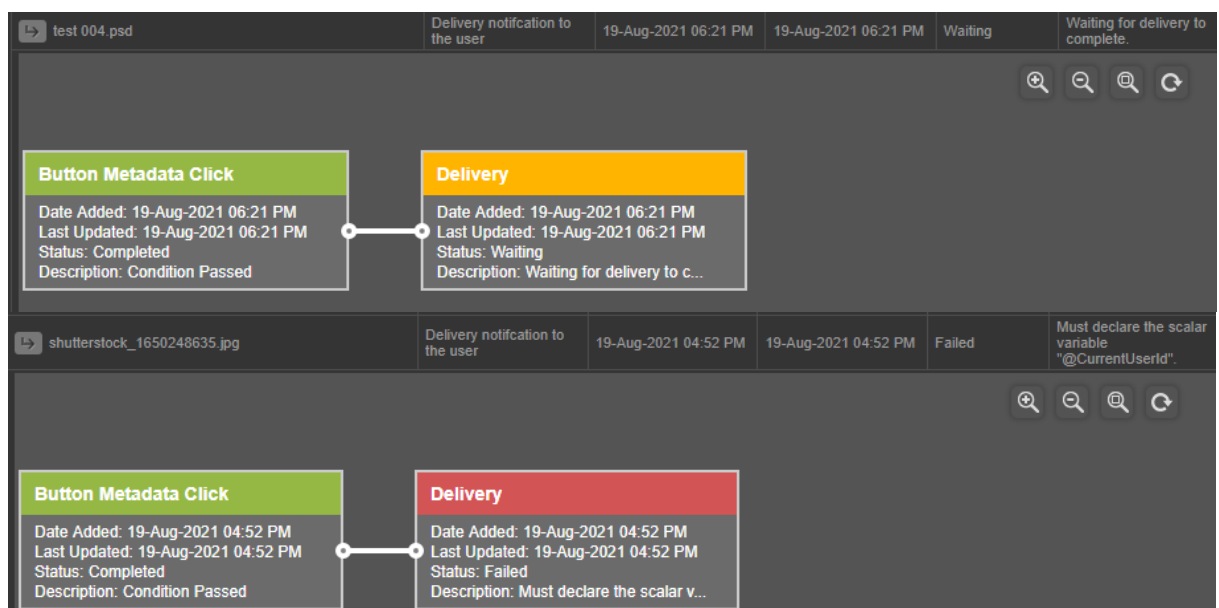 test 004.psd
Delivery notifcation to
the user
19-Aug-2021 06:21 PM
19-Aug-2021 06:21 PM
Waiting
Waiting for delivery to
complete.
Button Metadata Click
Date Added: 19-Aug-2021 06:21 PM
Last Updated: 19-Aug-2021 06:21 PM
Status: Completed
Description: Condition Passed
Delivery
Date Added: 19-Aug-2021 06:21 PM
Last Updated: 19-Aug-2021 06:21 PM
Status: Waiting
Description: Waiting for delivery to c...
shutterstock_1650248635.jpg
Delivery notifcation to
the user
19-Aug-2021 04:52 PM
19-Aug-2021 04:52 PM
Failed
Must declare the scalar
variable
"@CurrentUserId".
Button Metadata Click
Date Added: 19-Aug-2021 04:52 PM
Last Updated: 19-Aug-2021 04:52 PM
Status: Completed
Description: Condition Passed
Delivery
Date Added: 19-Aug-2021 04:52 PM
Last Updated: 19-Aug-2021 04:52 PM
Status: Failed
Description: Must declare the scalar v...